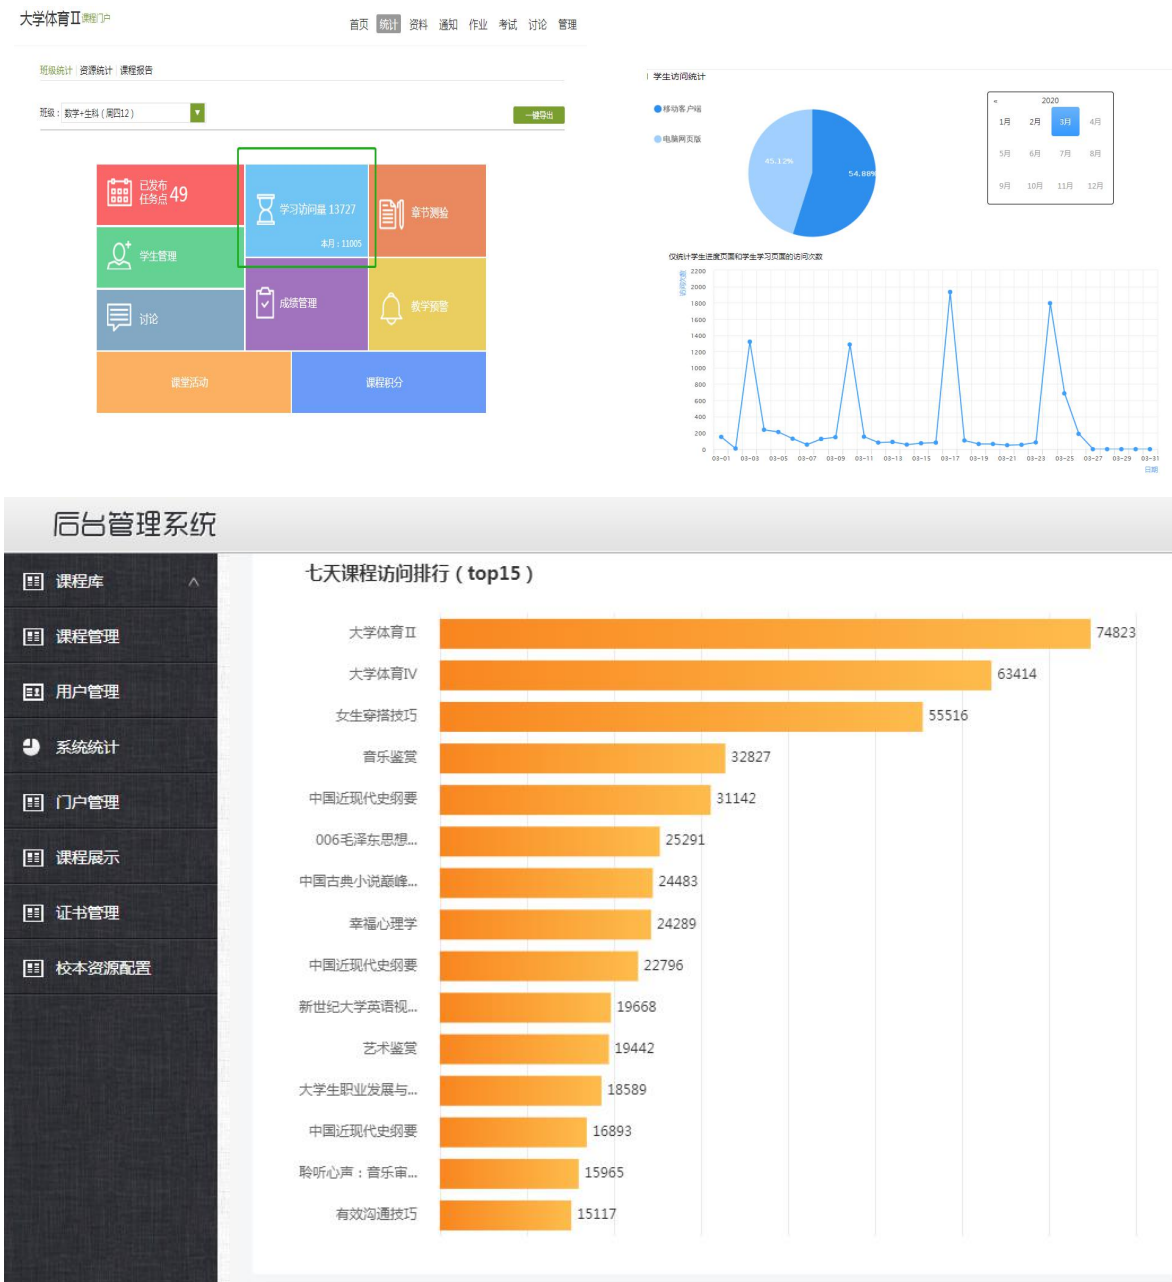 大学体育Ⅱ课程门户
首页 统计 资料 通知 作业 考试 讨论 管理
班级统计 资源统计 课程报告
班级： 数学+生科（周四12）
一键导出
已发布
任务点 49
学习访问量 13727
本月：11005
章节测验
学生管理
成绩管理
教学预警
讨论
课堂活动
课程积分
学生访问统计
移动客户端
电脑网页版
45.12%
54.88%
« 2020
1月 2月 3月 4月
5月 6月 7月 8月
9月 10月 11月 12月
仅统计学生进度页面和学生学习页面的访问次数
访问次数
2200
2000
1800
1600
1400
1200
1000
800
600
400
200
0
03-01 03-03 03-05 03-07 03-09 03-11 03-13 03-15 03-17 03-19 03-21 03-23 03-25 03-27 03-29 03-31
日期
后台管理系统
课程库
课程管理
用户管理
系统统计
门户管理
课程展示
证书管理
校本资源配置
七天课程访问排行（top15）
大学体育Ⅱ 74823
大学体育Ⅳ 63414
女生穿搭技巧 55516
音乐鉴赏 32827
中国近现代史纲要 31142
006毛泽东思想... 25291
中国古典小说巅峰... 24483
幸福心理学 24289
中国近现代史纲要 22796
新世纪大学英语视... 19668
艺术鉴赏 19442
大学生职业发展与... 18589
中国近现代史纲要 16893
聆听心声：音乐审... 15965
有效沟通技巧 15117